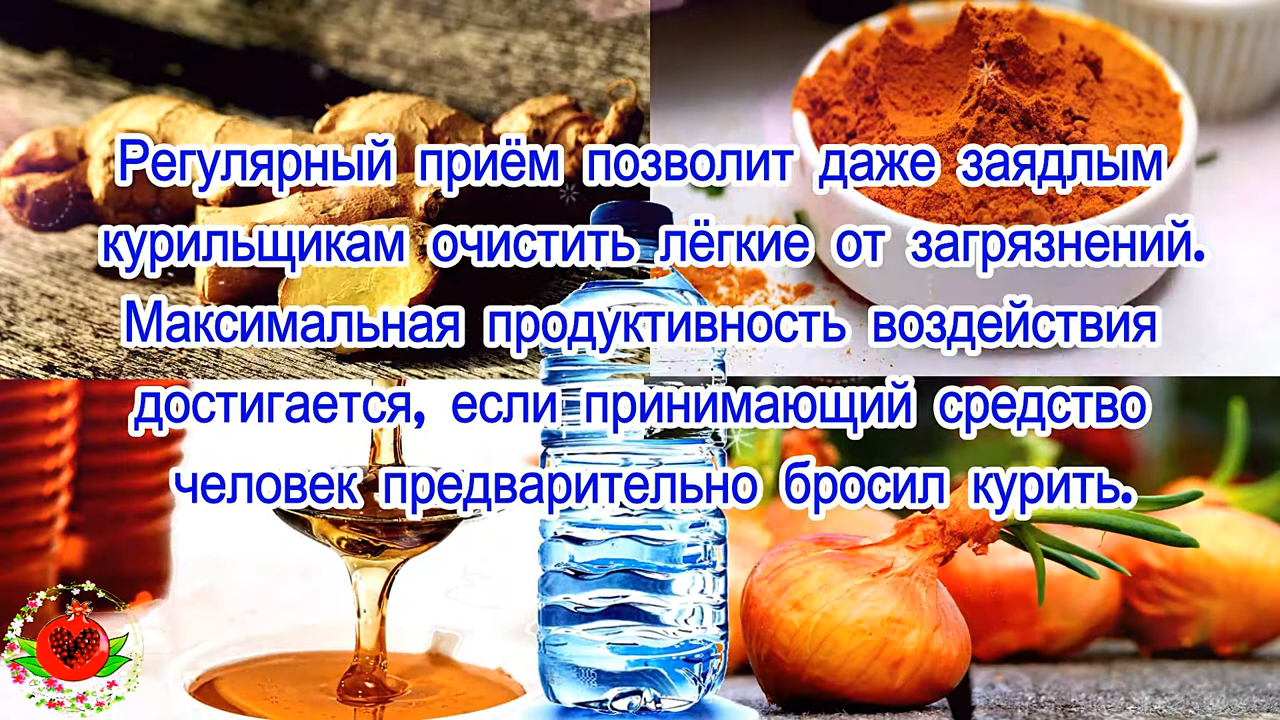 Регулярный приём позволит даже заядлым
курильщикам очистить лёгкие от загрязнений.
Максимальная продуктивность воздействия
достигается, если принимающий средство
человек предварительно бросил курить.